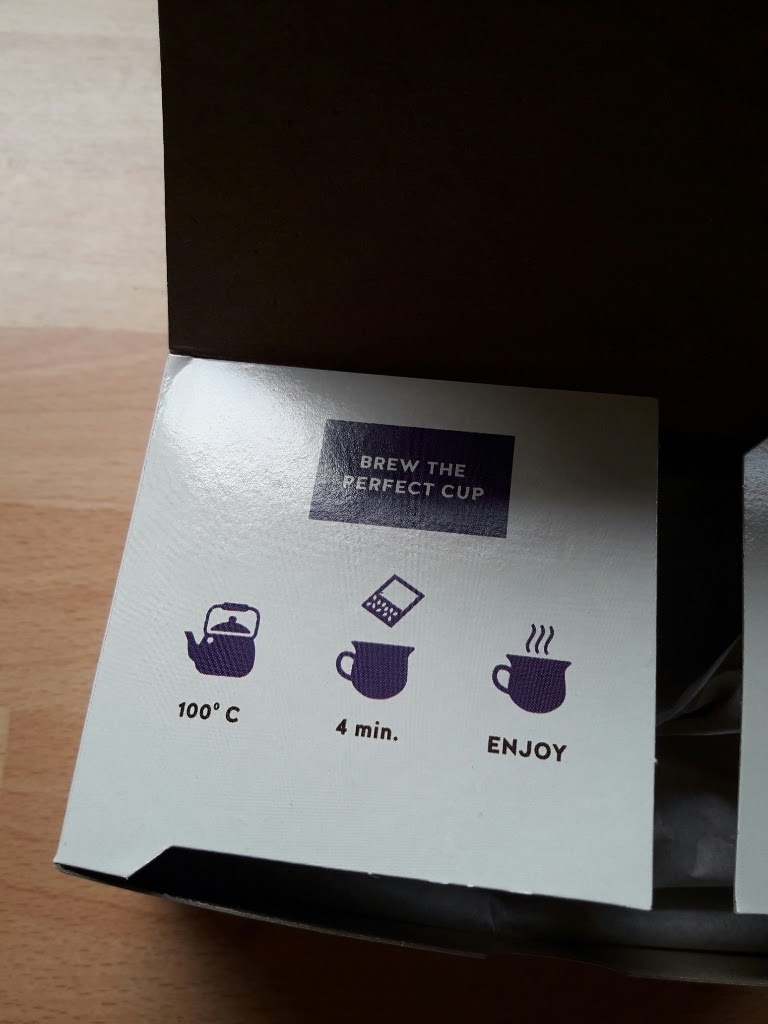 BREW THE
PERFECT CUP
100° C
4 min.
ENJOY